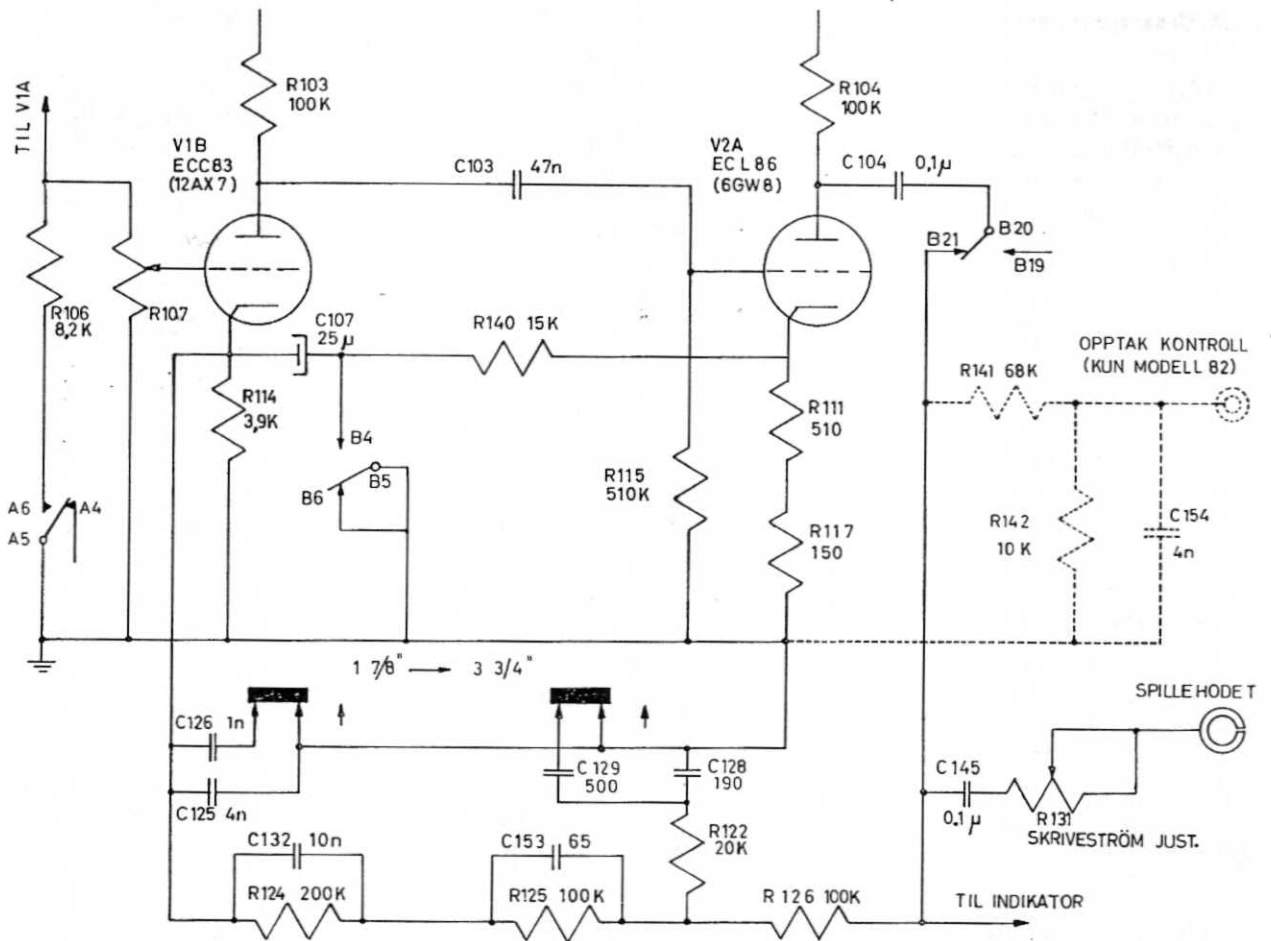 R103
100K
R104
100K
TIL V1A
V1B
ECC83
(12AX7)
C103 47n
V2A
ECL86
(6GW8)
C104 0,1µ
B20
B21
B19
R106
8,2K
R107
C107
25µ
R140 15K
R114
3,9K
B4
B5
B6
R111
510
R115
510K
R117
150
OPPTAK KONTROLL
(KUN MODELL 82)
R141 68K
R142
10K
C154
4n
A6
A4
A5
1 7/8" 3 3/4"
C126 1n
C125 4n
C129
500
C128
190
SPILLEHODET
C145
0.1µ
R131
SKRIVESTRÖM JUST.
R122
20K
C132 10n
C153 65
R124 200K
R125 100K
R126 100K
TIL INDIKATOR